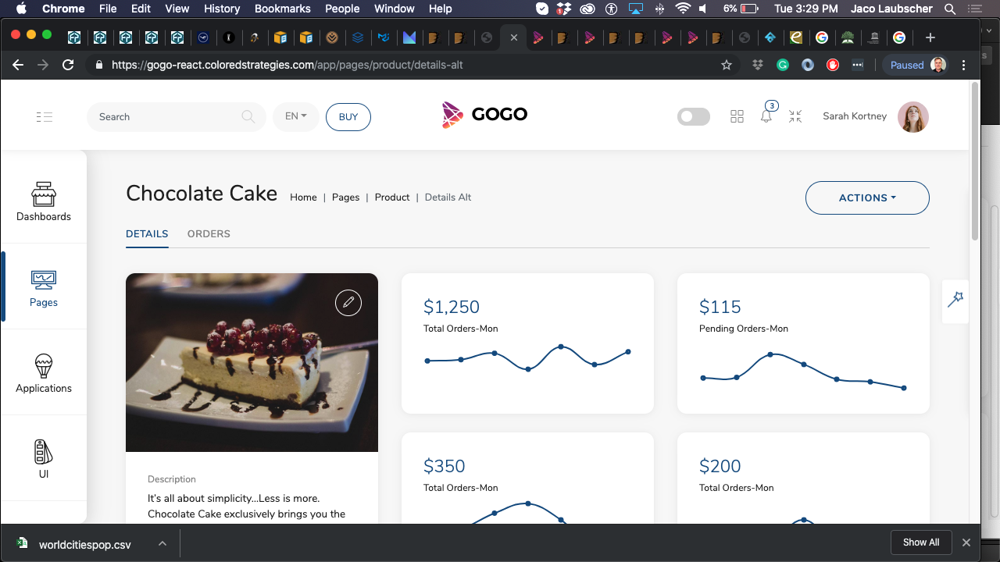 Chrome File Edit View History Bookmarks People Window Help 6% Tue 3:29 PM Jaco Laubscher
https://gogo-react.coloredstrategies.com/app/pages/product/details-alt Paused
Search EN BUY GOGO 3 Sarah Kortney
Dashboards
Pages
Applications
UI
Chocolate Cake Home | Pages | Product | Details Alt ACTIONS
DETAILS ORDERS
$1,250
Total Orders-Mon
$115
Pending Orders-Mon
$350
Total Orders-Mon
$200
Total Orders-Mon
Description
It's all about simplicity...Less is more.
Chocolate Cake exclusively brings you the
worldcitiespop.csv Show All